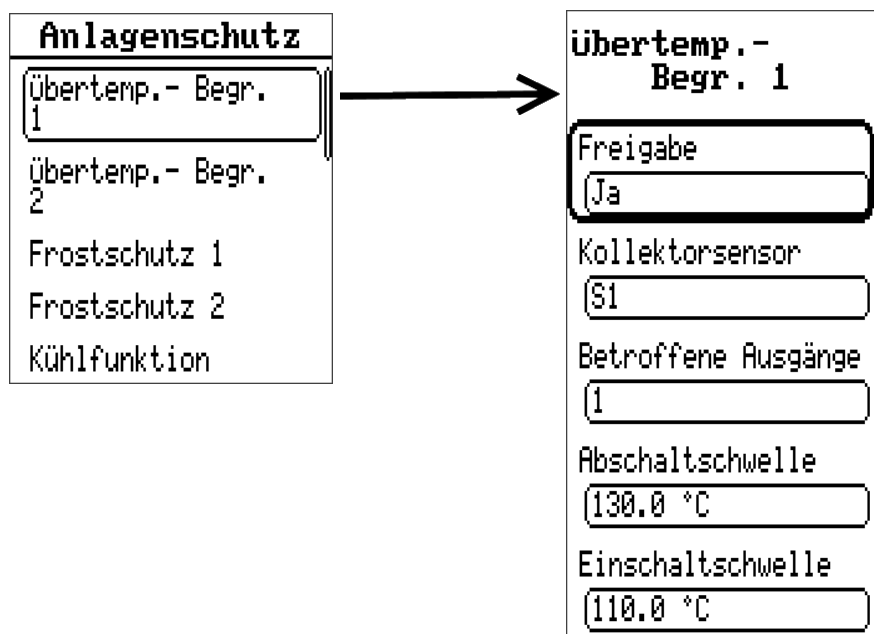 Anlagenschutz
Übertemp.- Begr.
1
Übertemp.- Begr.
2
Frostschutz 1
Frostschutz 2
Kühlfunktion
Übertemp.-
Begr. 1
Freigabe
Ja
Kollektorsensor
S1
Betroffene Ausgänge
1
Abschaltschwelle
130.0 °C
Einschaltschwelle
110.0 °C